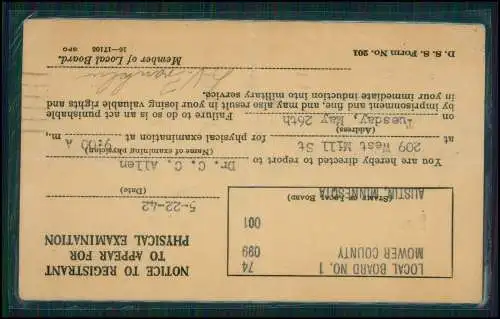 LOCAL BOARD NO. 1 74
MOWER COUNTY 099
001
AUSTIN, MINNESOTA
(STAMP OF LOCAL BOARD)
NOTICE TO REGISTRANT
TO APPEAR FOR
PHYSICAL EXAMINATION
5-22-42
(Date)
You are hereby directed to report to Dr. C. C. Allen
(Name of examining physician)
at 209 West Mill St for physical examination at 9:00 A m.,
(Address)
on Tuesday, May 26th Failure to do so is an act punishable
by imprisonment and fine, and may also result in your losing valuable rights and
in your immediate induction into military service.
Member of Local Board.
D. S. S. Form No. 201 16—17105 GPO